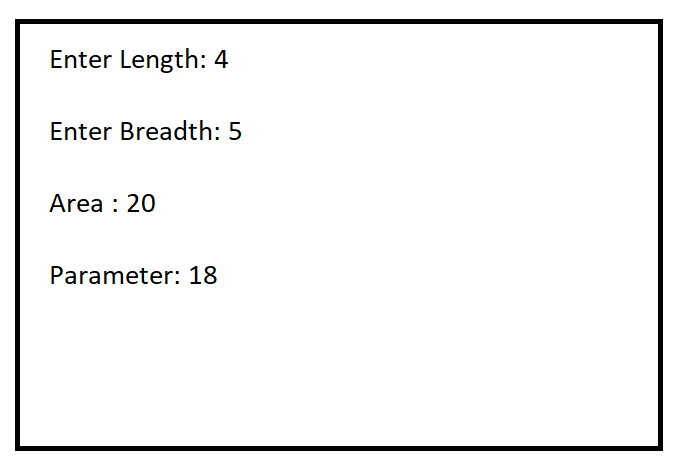 Enter Length: 4
Enter Breadth: 5
Area : 20
Parameter: 18